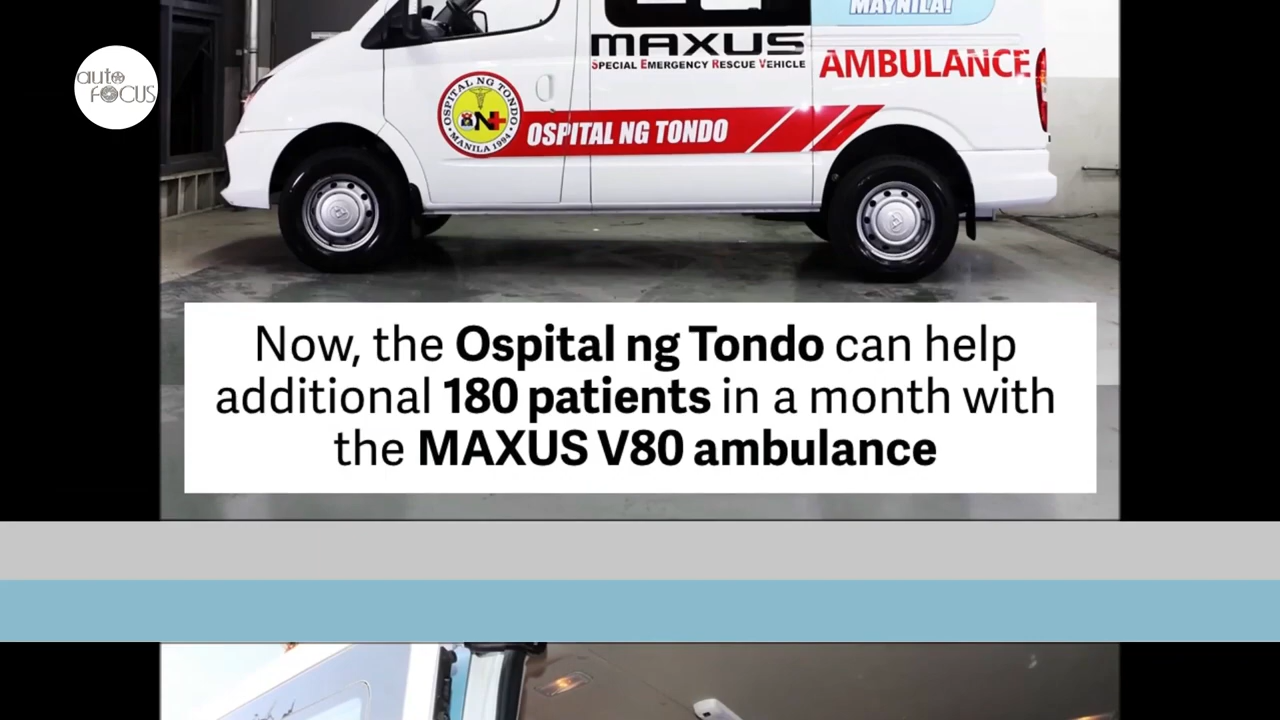 auto
FOCUS
MAYNILA!
MAXUS
SPECIAL EMERGENCY RESCUE VEHICLE
AMBULANCE
OSPITAL NG TONDO
MANILA 1994
OSPITAL NG TONDO
Now, the Ospital ng Tondo can help
additional 180 patients in a month with
the MAXUS V80 ambulance